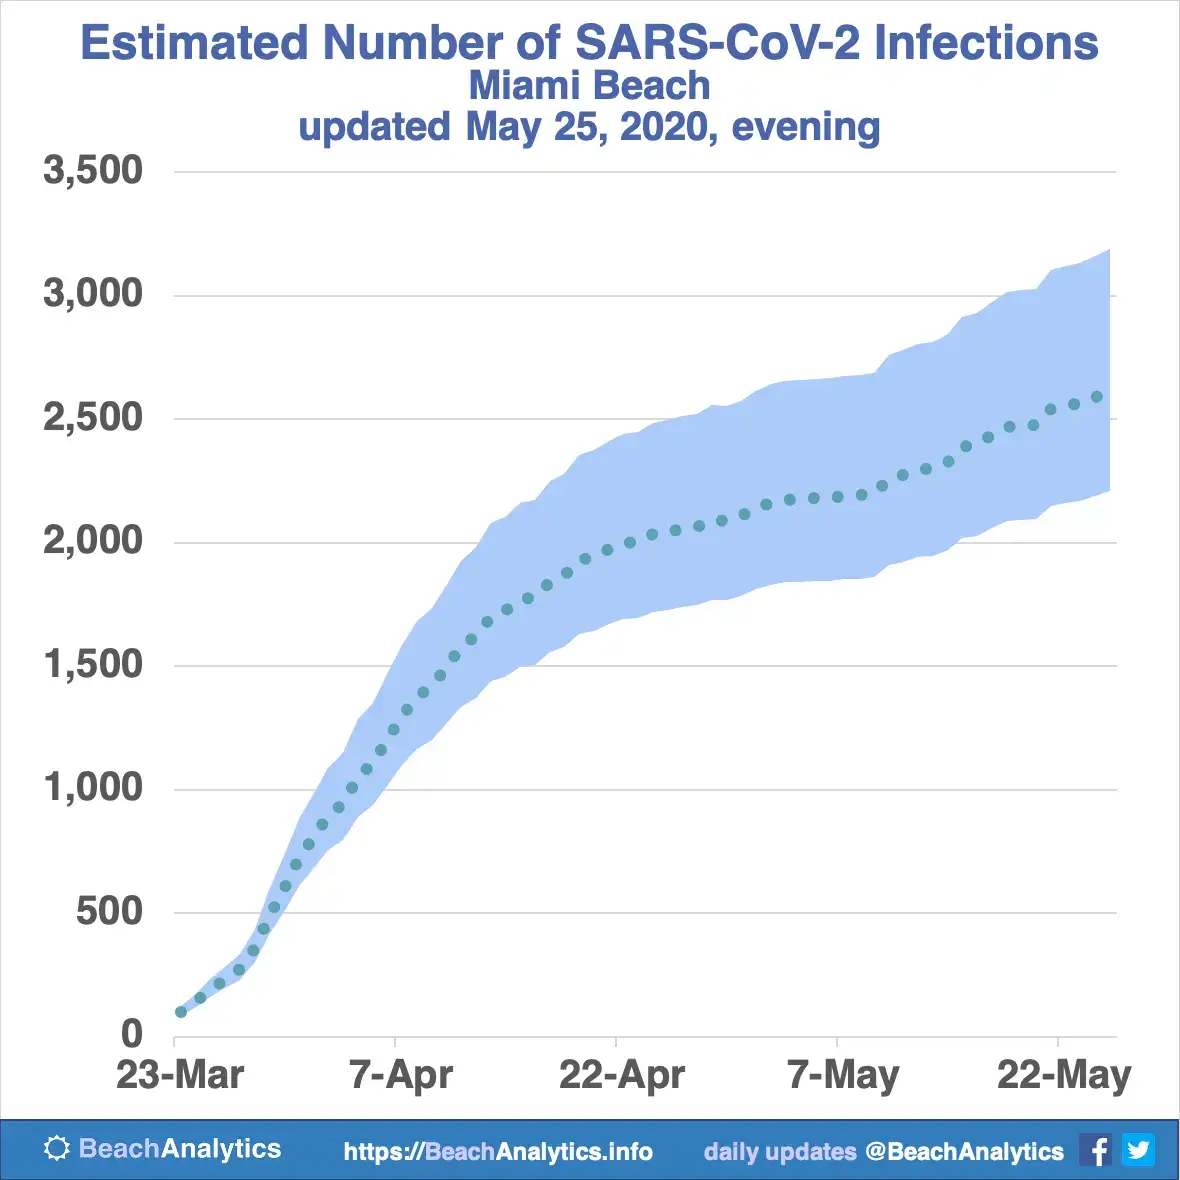 Estimated Number of SARS-CoV-2 Infections
Miami Beach
updated May 25, 2020, evening
3,500
3,000
2,500
2,000
1,500
1,000
500
0
23-Mar 7-Apr 22-Apr 7-May 22-May
BeachAnalytics https://BeachAnalytics.info daily updates @BeachAnalytics